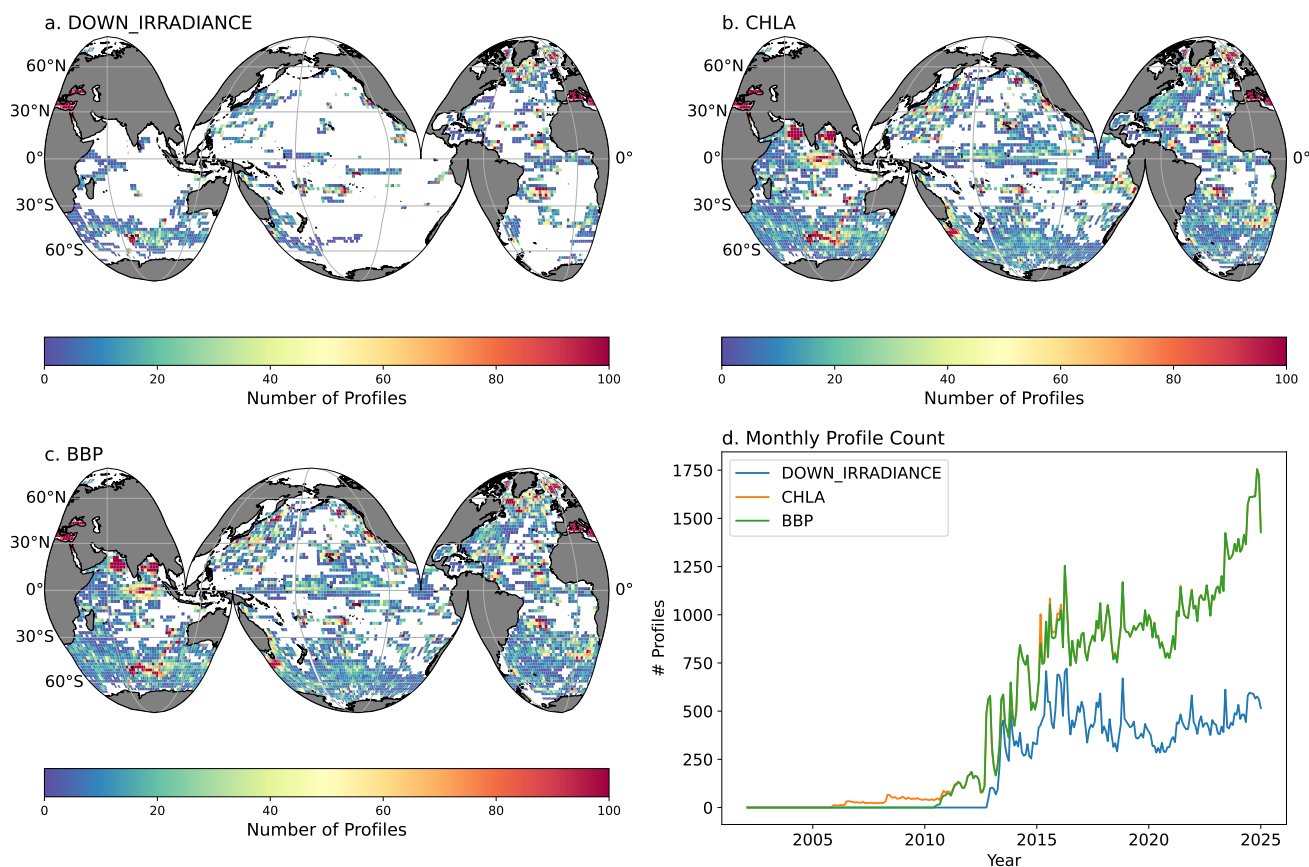 a. DOWN_IRRADIANCE
60°N
30°N
0°
0°
30°S
60°S
0 20 40 60 80 100
Number of Profiles
b. CHLA
60°N
30°N
0°
0°
30°S
60°S
0 20 40 60 80 100
Number of Profiles
c. BBP
60°N
30°N
0°
0°
30°S
60°S
0 20 40 60 80 100
Number of Profiles
d. Monthly Profile Count
DOWN_IRRADIANCE
CHLA
BBP
# Profiles
1750
1500
1250
1000
750
500
250
0
2005 2010 2015 2020 2025
Year